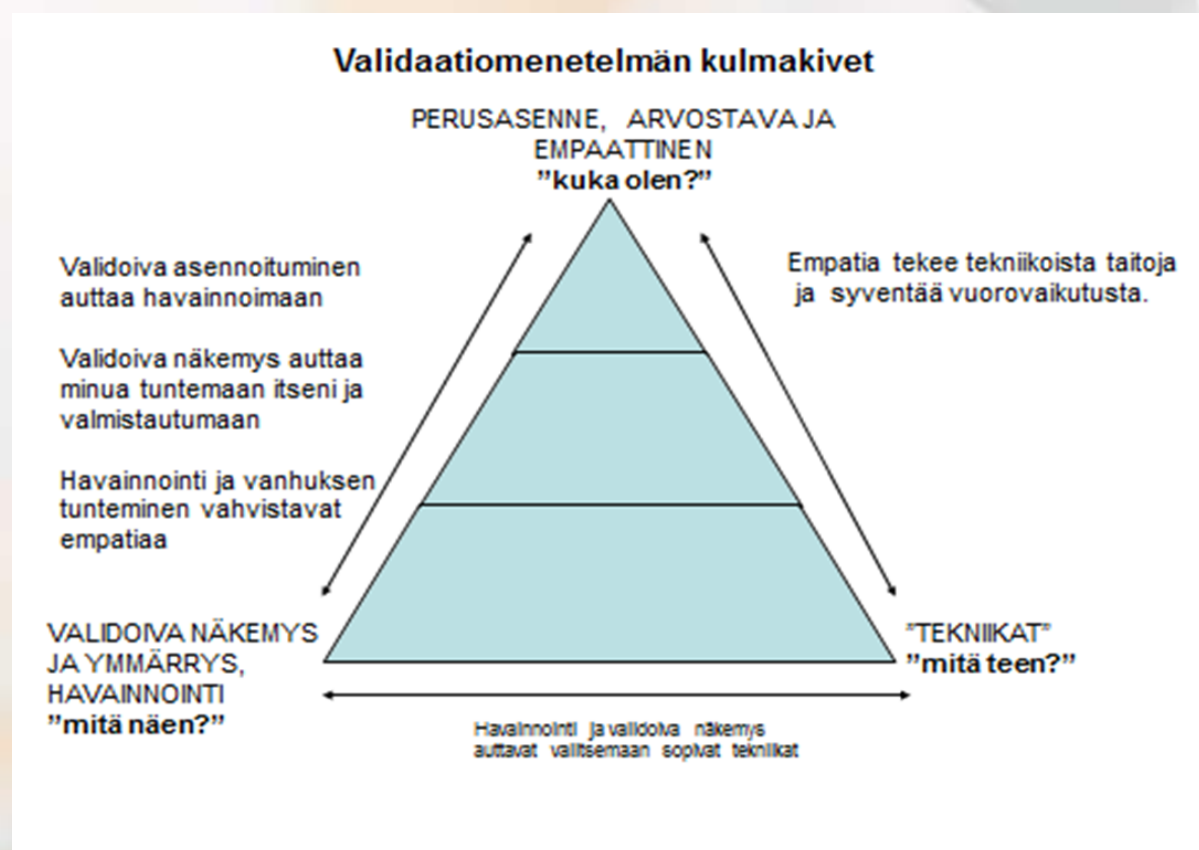 Validaatiomenetelmän kulmakivet
PERUSASENNE, ARVOSTAVA JA
EMPAATTINEN
”kuka olen?”
Validoiva asennoituminen
auttaa havainnoimaan
Validoiva näkemys auttaa
minua tuntemaan itseni ja
valmistautumaan
Havainnointi ja vanhuksen
tunteminen vahvistavat
empatiaa
Empatia tekee tekniikoista taitoja
ja syventää vuorovaikutusta.
VALIDOIVA NÄKEMYS
JA YMMÄRRYS,
HAVAINNOINTI
”mitä näen?”
”TEKNIIKAT”
”mitä teen?”
Havainnointi ja validoiva näkemys
auttavat valitsemaan sopivat tekniikat